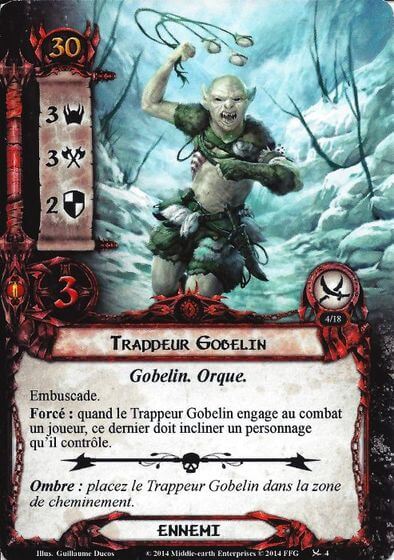 30
3
3
2
3
4/18
Trappeur Gobelin
Gobelin. Orque.
Embuscade.
Forcé : quand le Trappeur Gobelin engage au combat
un joueur, ce dernier doit incliner un personnage
qu'il contrôle.
Ombre : placez le Trappeur Gobelin dans la zone
de cheminement.
ENNEMI
Illus. Guillaume Ducos © 2014 Middle-earth Enterprises © 2014 FFG 4